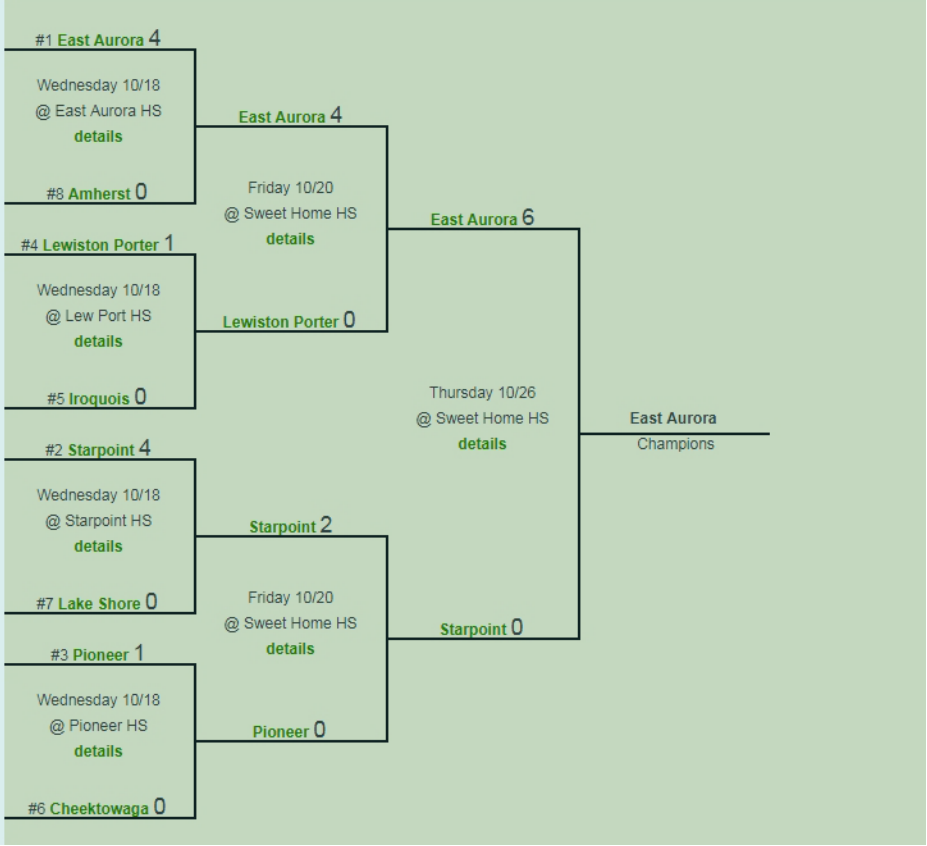 #1 East Aurora 4
Wednesday 10/18
@ East Aurora HS
details
#8 Amherst 0
East Aurora 4
Friday 10/20
@ Sweet Home HS
details
Lewiston Porter 0
#4 Lewiston Porter 1
Wednesday 10/18
@ Lew Port HS
details
#5 Iroquois 0
East Aurora 6
Thursday 10/26
@ Sweet Home HS
details
Starpoint 0
East Aurora
Champions
#2 Starpoint 4
Wednesday 10/18
@ Starpoint HS
details
#7 Lake Shore 0
Starpoint 2
Friday 10/20
@ Sweet Home HS
details
Pioneer 0
#3 Pioneer 1
Wednesday 10/18
@ Pioneer HS
details
#6 Cheektowaga 0